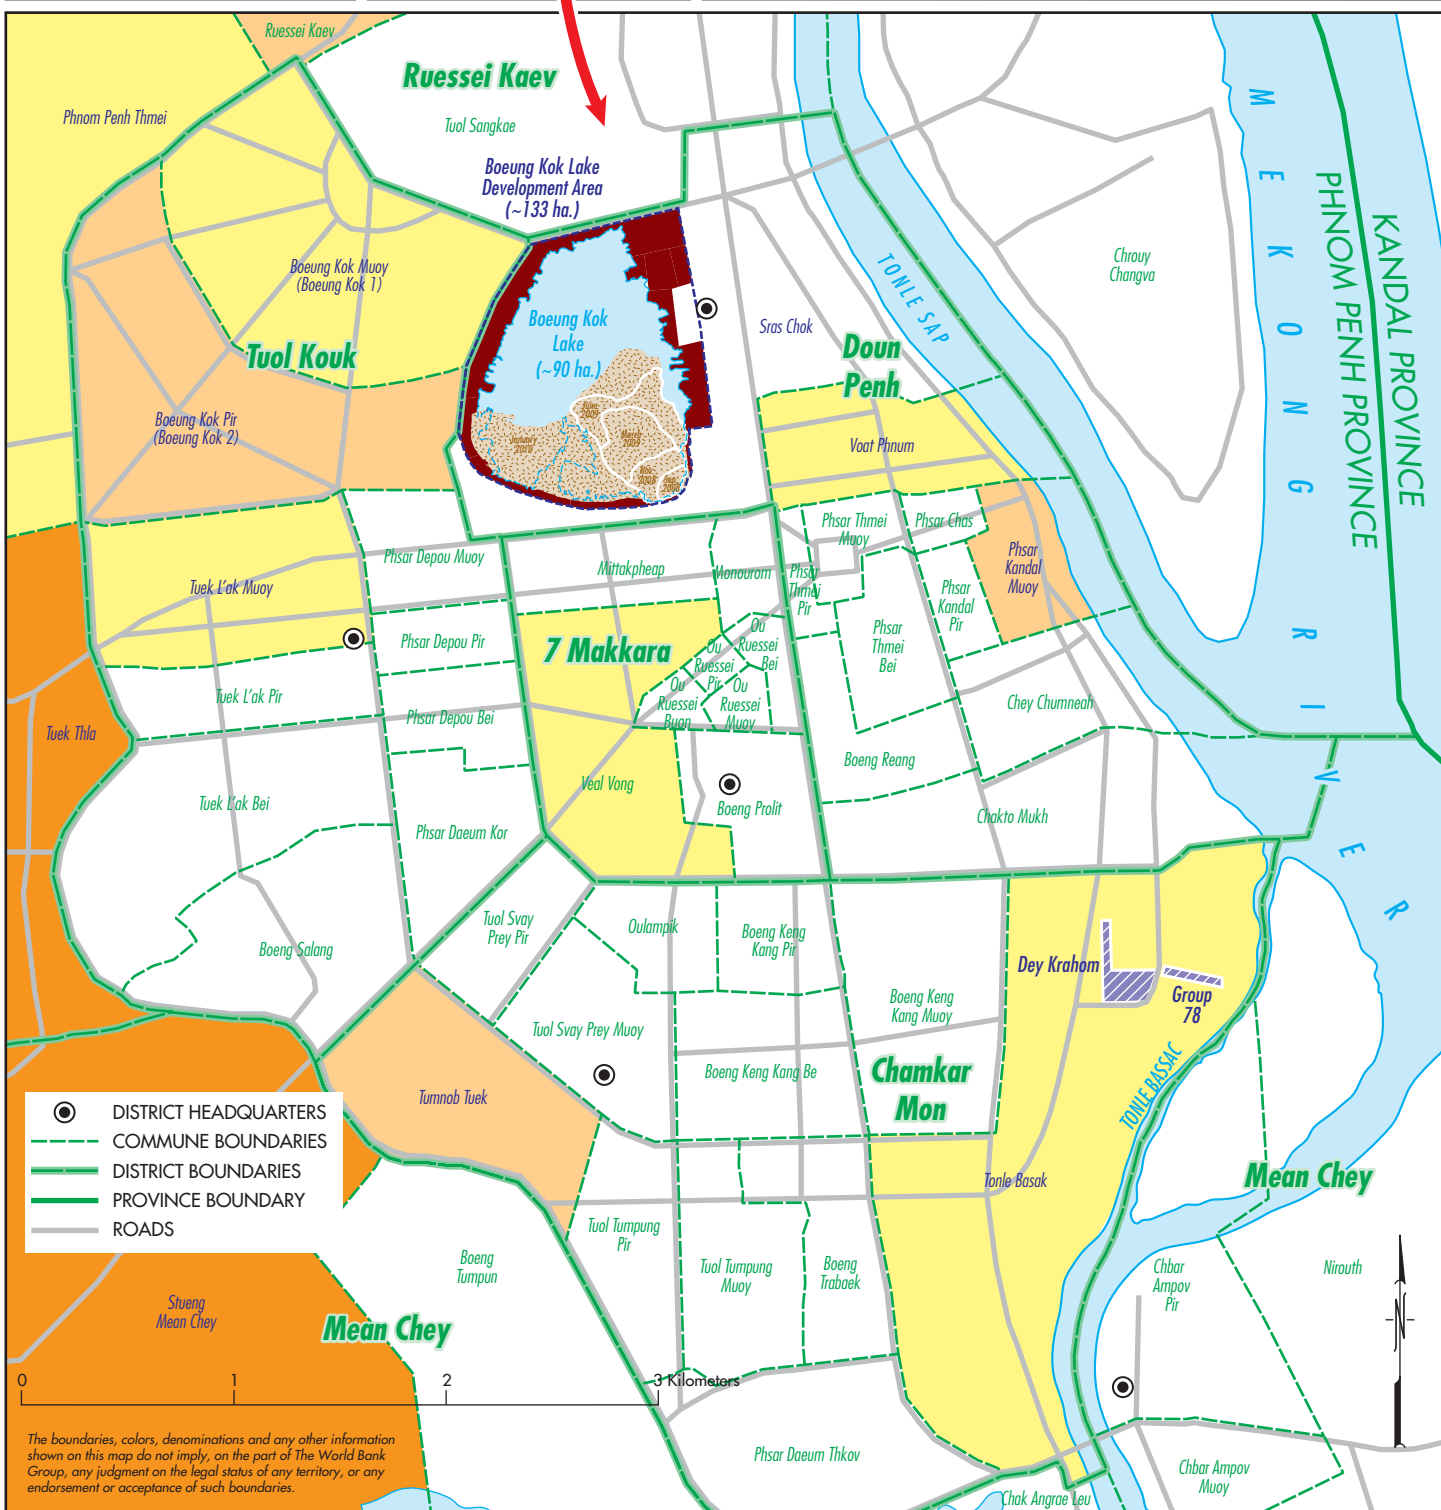 Ruessei Kaev
Ruessei Kaev
Phnom Penh Thmei
Tuol Sangkae
Boeung Kok Lake
Development Area
(~133 ha.)
MEKONG RIVER
KANDAL PROVINCE
PHNOM PENH PROVINCE
Chrouy
Changva
TONLE SAP
Boeung Kok Muoy
(Boeung Kok 1)
Boeung Kok
Lake
(~90 ha.)
Sras Chok
Doun
Penh
Tuol Kouk
Boeung Kok Pir
(Boeung Kok 2)
June
2009
March
2009
January
2010
Nov.
2008
Voat Phnum
Phsar Thmei
Muoy
Phsar Chas
Phsar
Kandal
Muoy
Phsar Depou Muoy
Mittakpheap
Monourom
Phsar
Thmei
Pir
Phsar
Kandal
Pir
Tuek L'ak Muoy
Phsar Depou Pir
7 Makkara
Ou
Ruessei
Bei
Ou
Ruessei
Pir
Phsar
Thmei
Bei
Ou
Ruessei
Buon
Ou
Ruessei
Muoy
Tuek L'ak Pir
Phsar Depou Bei
Chey Chumneah
Tuek Thla
Boeng Reang
Veal Vong
Boeng Prolit
Tuek L'ak Bei
Chakto Mukh
Phsar Daeum Kor
Tuol Svay
Prey Pir
Oulampik
Boeng Keng
Kang Pir
Boeng Salang
Dey Krahom
Group
78
Boeng Keng
Kang Muoy
Tuol Svay Prey Muoy
Boeng Keng Kang Be
Chamkar
Mon
TONLE BASSAC
Tumnob Tuek
DISTRICT HEADQUARTERS
COMMUNE BOUNDARIES
DISTRICT BOUNDARIES
PROVINCE BOUNDARY
ROADS
Tonle Basak
Mean Chey
Tuol Tumpung
Pir
Boeng
Tumpun
Tuol Tumpung
Muoy
Boeng
Trabaek
Chbar
Ampov
Pir
Nirouth
Stueng
Mean Chey
Mean Chey
N
0 1 2 3 Kilometers
The boundaries, colors, denominations and any other information
shown on this map do not imply, on the part of The World Bank
Group, any judgment on the legal status of any territory, or any
endorsement or acceptance of such boundaries.
Phsar Daeum Thkov
Chbar Ampov
Muoy
Chak Angrae Leu